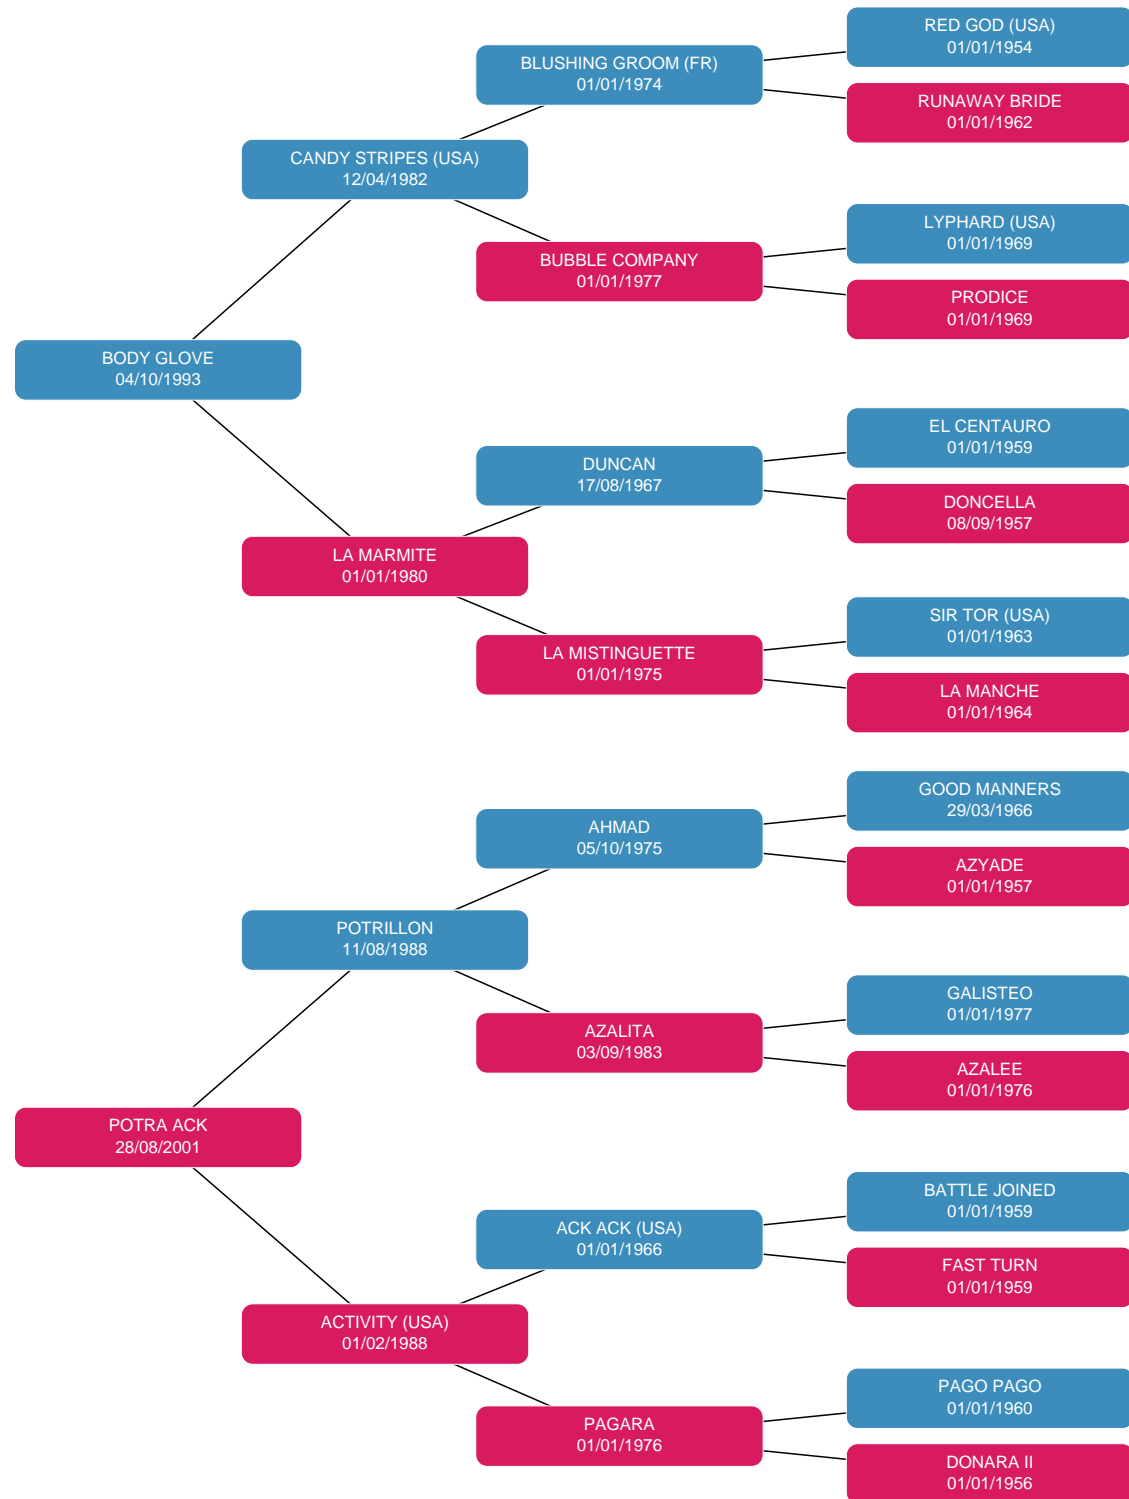 RED GOD (USA)
01/01/1954
BLUSHING GROOM (FR)
01/01/1974
RUNAWAY BRIDE
01/01/1962
CANDY STRIPES (USA)
12/04/1982
LYPHARD (USA)
01/01/1969
BUBBLE COMPANY
01/01/1977
PRODICE
01/01/1969
BODY GLOVE
04/10/1993
EL CENTAURO
01/01/1959
DUNCAN
17/08/1967
DONCELLA
08/09/1957
LA MARMITE
01/01/1980
SIR TOR (USA)
01/01/1963
LA MISTINGUETTE
01/01/1975
LA MANCHE
01/01/1964
GOOD MANNERS
29/03/1966
AHMAD
05/10/1975
AZYADE
01/01/1957
POTRILLON
11/08/1988
GALISTEO
01/01/1977
AZALITA
03/09/1983
AZALEE
01/01/1976
POTRA ACK
28/08/2001
BATTLE JOINED
01/01/1959
ACK ACK (USA)
01/01/1966
FAST TURN
01/01/1959
ACTIVITY (USA)
01/02/1988
PAGO PAGO
01/01/1960
PAGARA
01/01/1976
DONARA II
01/01/1956